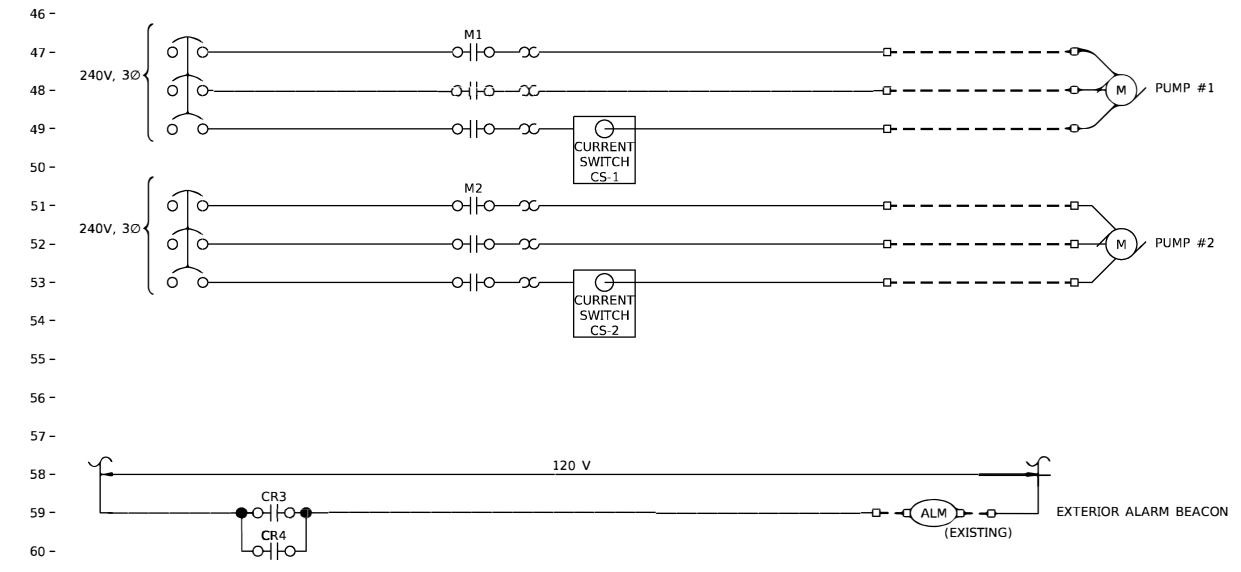 46 –
M1
47 –
240V, 3∅
48 –
M
PUMP #1
49 –
CURRENT
SWITCH
CS-1
50 –
M2
51 –
240V, 3∅
52 –
M
PUMP #2
53 –
CURRENT
SWITCH
CS-2
54 –
55 –
56 –
57 –
120 V
58 –
CR3
59 –
ALM
EXTERIOR ALARM BEACON
(EXISTING)
CR4
60 –